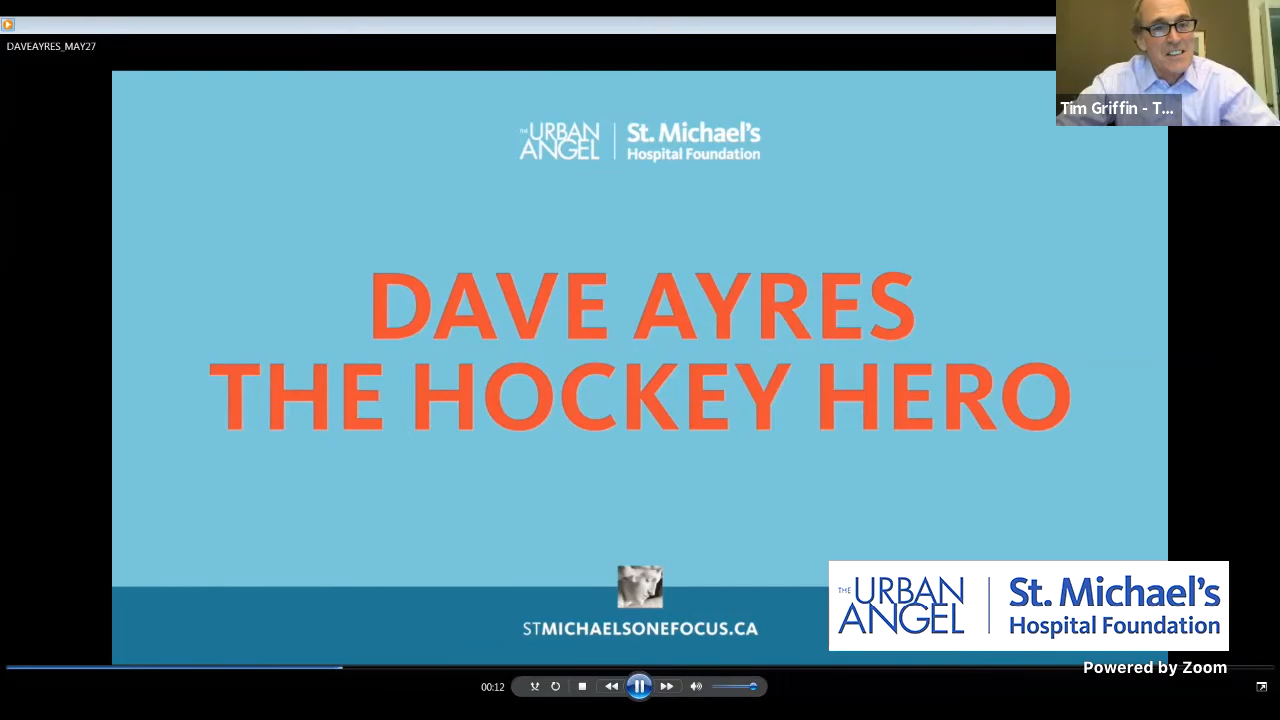 DAVEAYRES_MAY27
Tim Griffin - T...
THE URBAN
ANGEL
St. Michael's
Hospital Foundation
DAVE AYRES
THE HOCKEY HERO
STMICHAELSONEFOCUS.CA
THE URBAN
ANGEL
St. Michael's
Hospital Foundation
Powered by Zoom
00:12